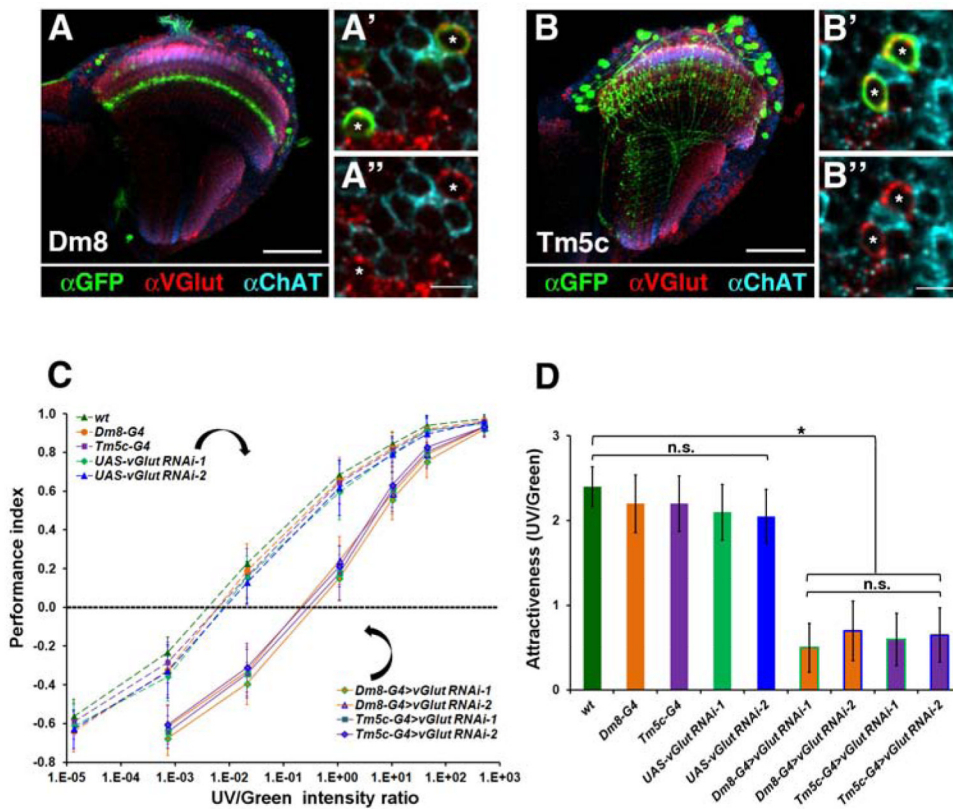 A
Dm8
αGFP αVGlut αChAT
A'
*
*
A''
*
*
B
Tm5c
αGFP αVGlut αChAT
B'
*
*
B''
*
*
C
Performance index
1.0
0.8
0.6
0.4
0.2
0.0
-0.2
-0.4
-0.6
-0.8
wt
Dm8-G4
Tm5c-G4
UAS-vGlut RNAi-1
UAS-vGlut RNAi-2
Dm8-G4>vGlut RNAi-1
Dm8-G4>vGlut RNAi-2
Tm5c-G4>vGlut RNAi-1
Tm5c-G4>vGlut RNAi-2
1.E-05 1.E-04 1.E-03 1.E-02 1.E-01 1.E+00 1.E+01 1.E+02 1.E+03
UV/Green intensity ratio
D
Attractiveness (UV/Green)
3
2
1
0
*
n.s.
n.s.
wt
Dm8-G4
Tm5c-G4
UAS-vGlut RNAi-1
UAS-vGlut RNAi-2
Dm8-G4>vGlut RNAi-1
Dm8-G4>vGlut RNAi-2
Tm5c-G4>vGlut RNAi-1
Tm5c-G4>vGlut RNAi-2